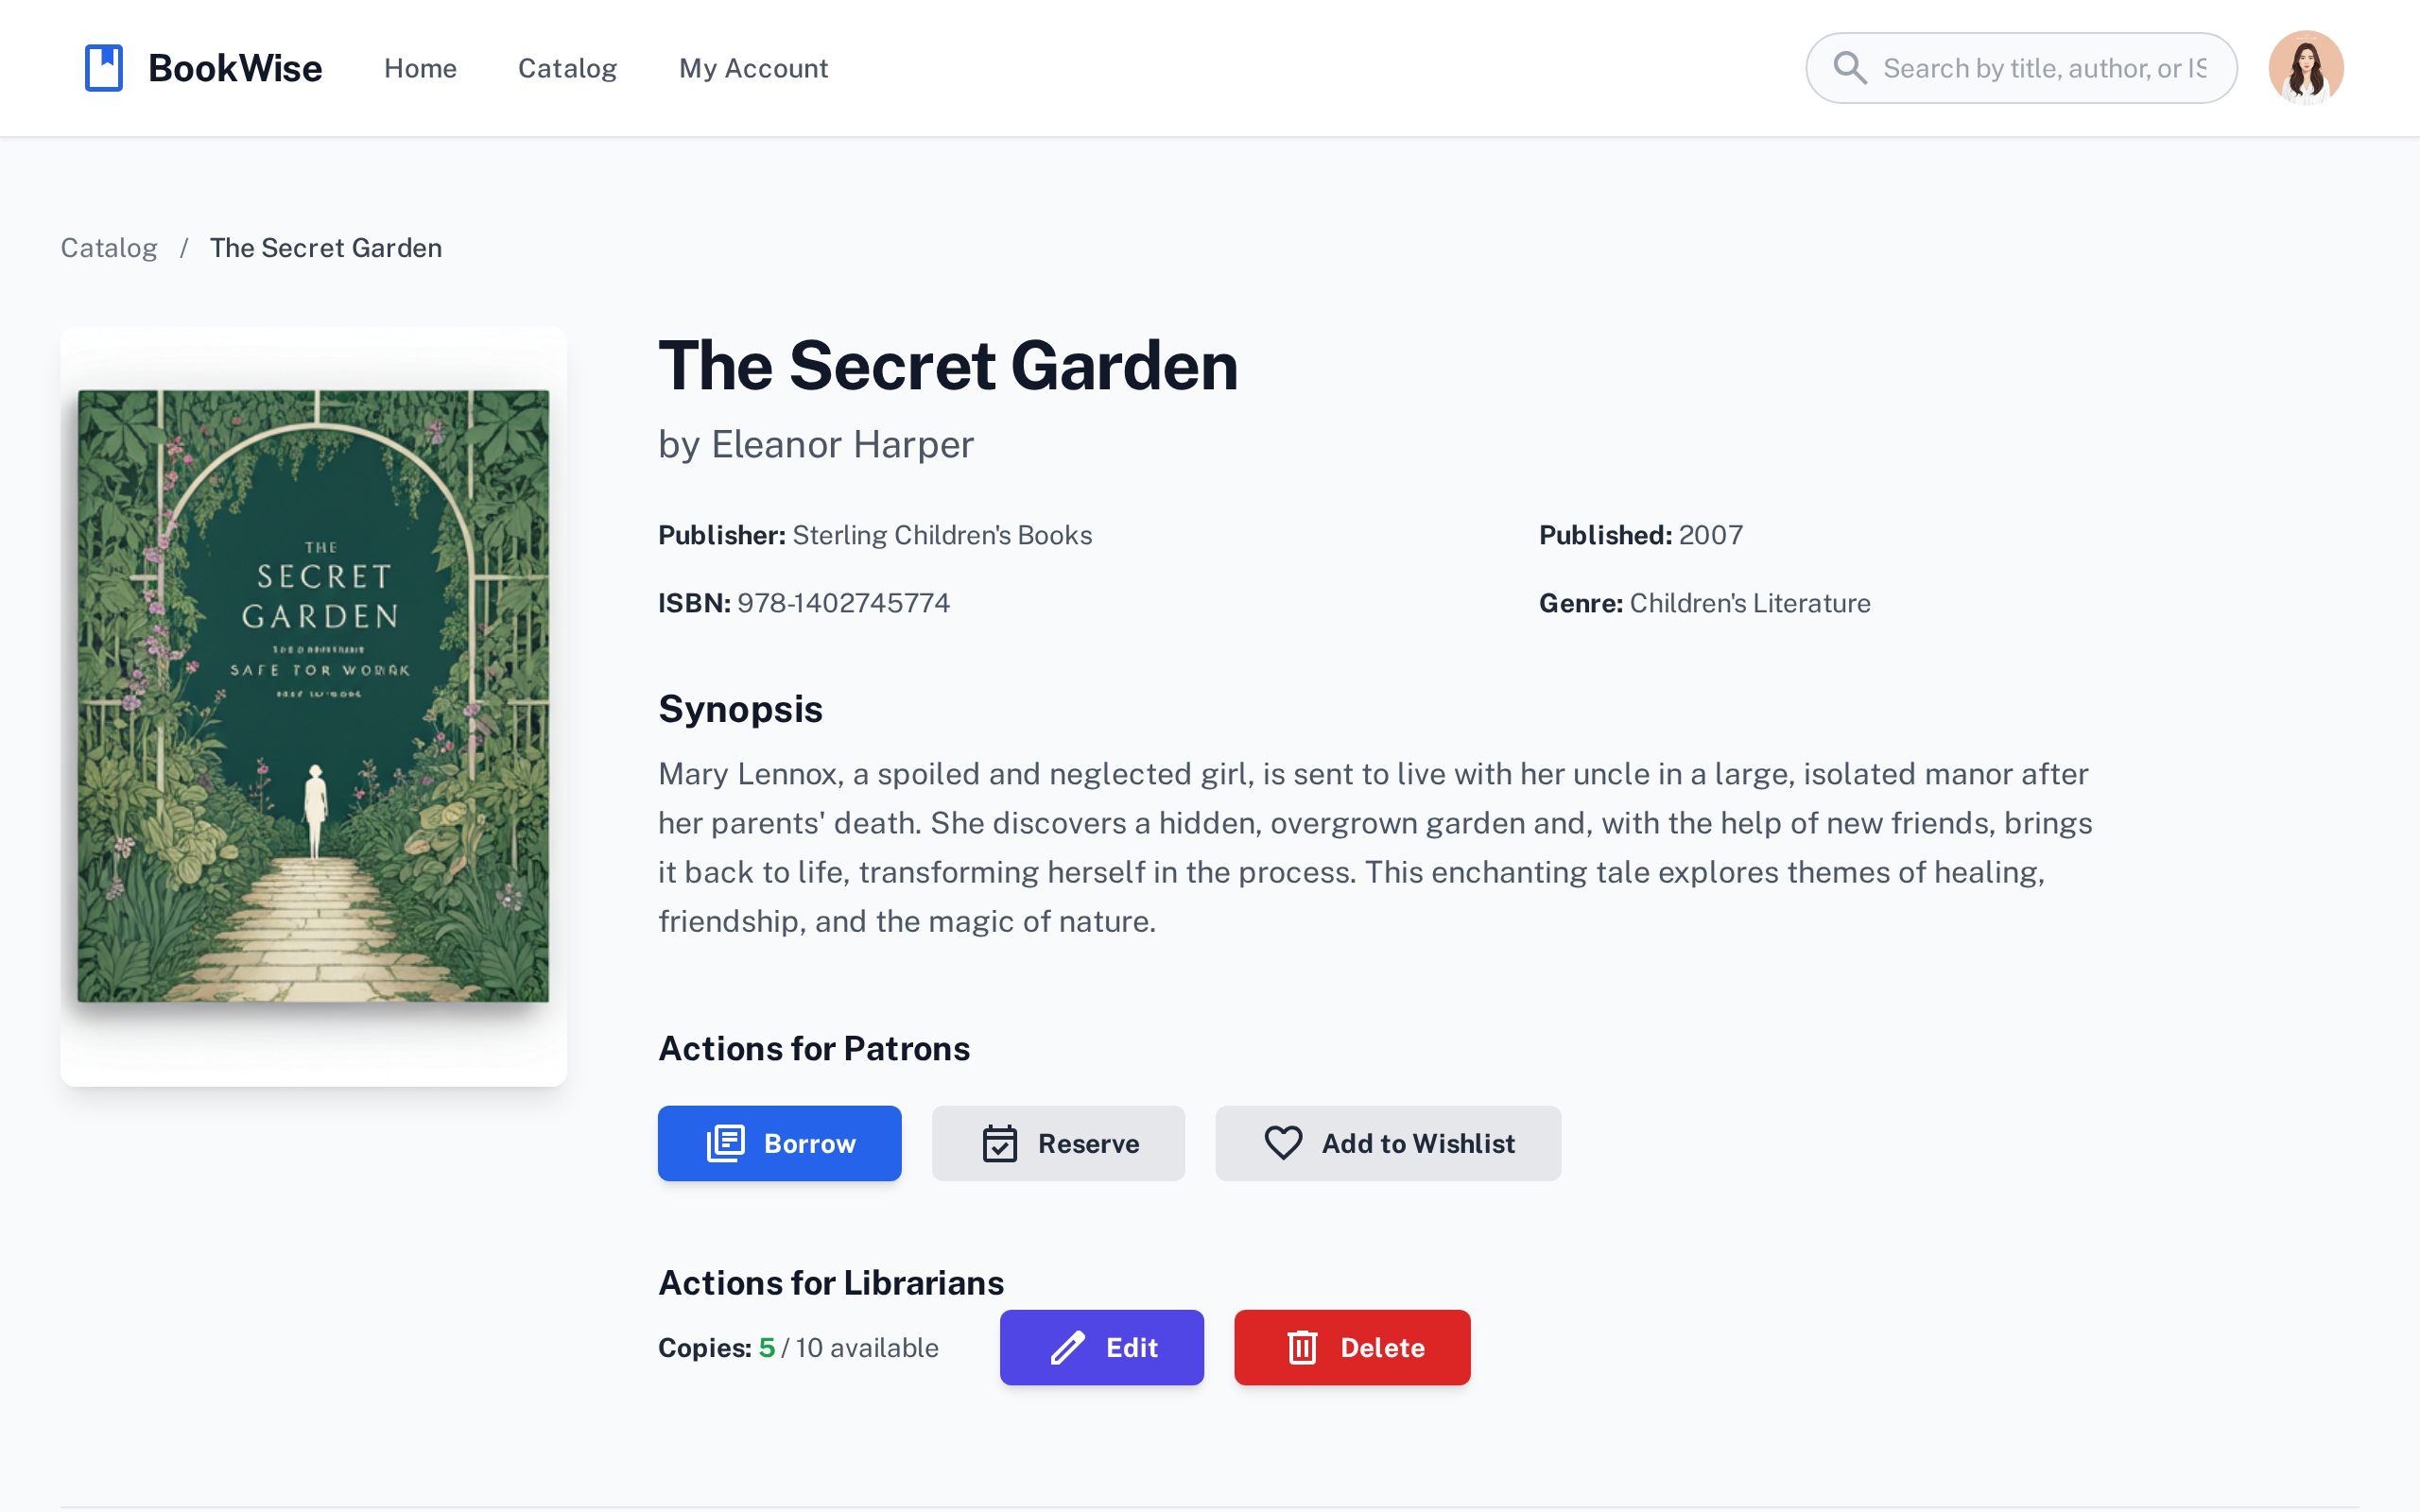 BookWise
Home
Catalog
My Account
Search by title, author, or IS
Catalog / The Secret Garden
THE
SECRET
GARDEN
SAFE TOR WORAK
The Secret Garden
by Eleanor Harper
Publisher: Sterling Children's Books
Published: 2007
ISBN: 978-1402745774
Genre: Children's Literature
Synopsis
Mary Lennox, a spoiled and neglected girl, is sent to live with her uncle in a large, isolated manor after
her parents' death. She discovers a hidden, overgrown garden and, with the help of new friends, brings
it back to life, transforming herself in the process. This enchanting tale explores themes of healing,
friendship, and the magic of nature.
Actions for Patrons
Borrow
Reserve
Add to Wishlist
Actions for Librarians
Copies: 5 / 10 available
Edit
Delete